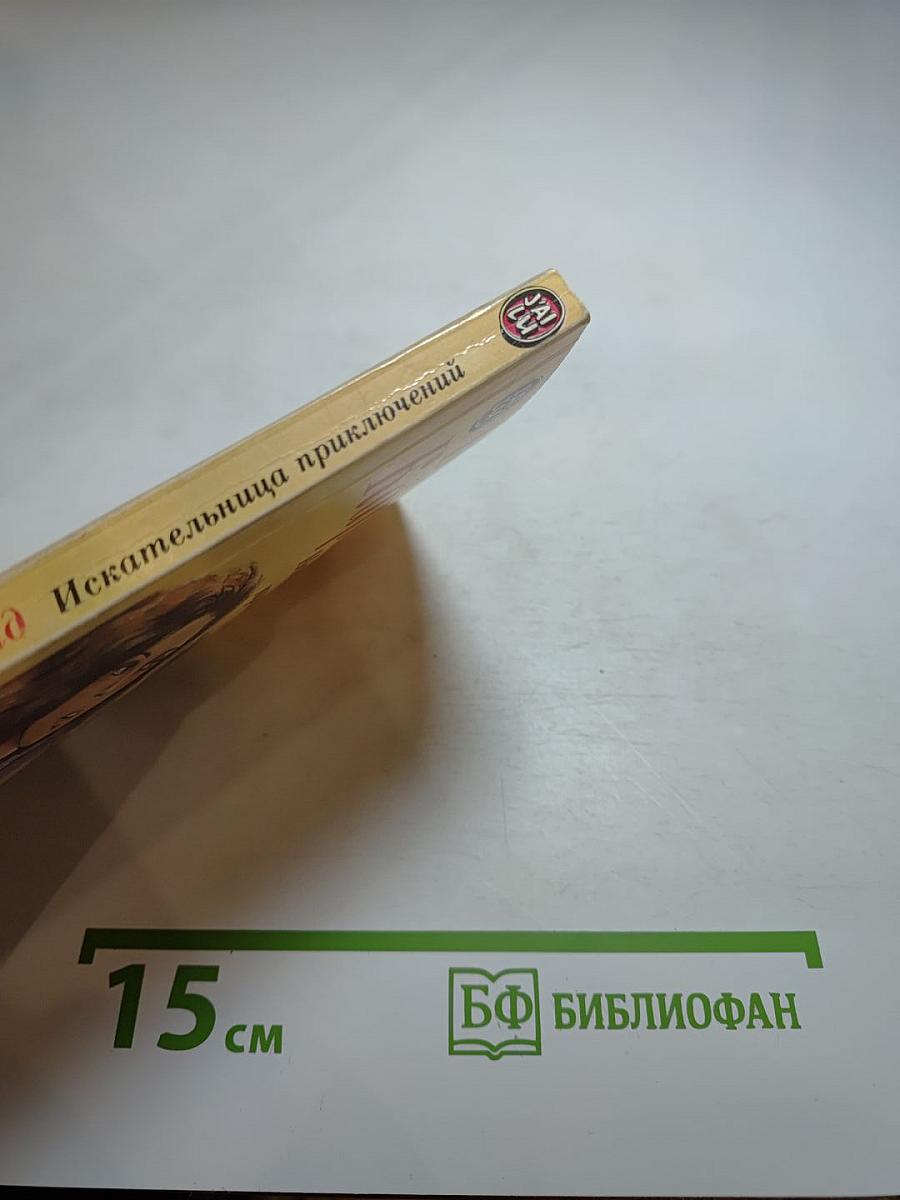 J'AI
LU
Искательница приключений
15 см
БФ БИБЛИОФАН